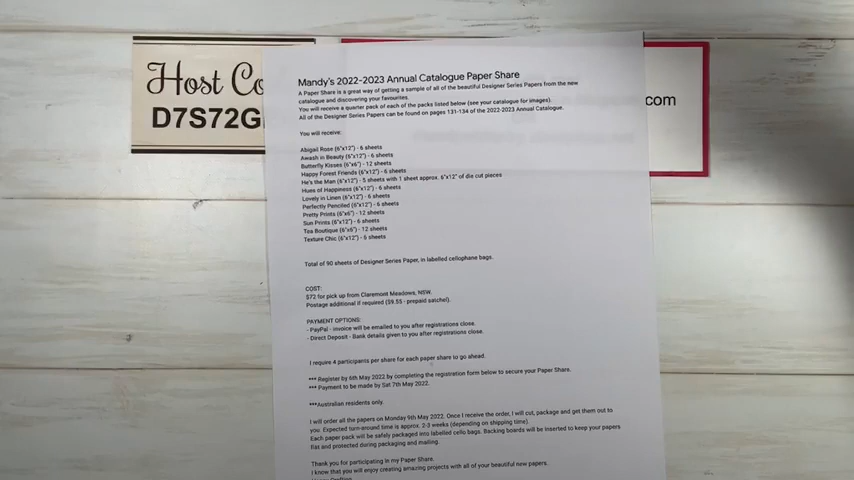 Host Co
D7S72G
com
Mandy's 2022-2023 Annual Catalogue Paper Share
A Paper Share is a great way of getting a sample of all of the beautiful Designer Series Papers from the new
catalogue and discovering your favourites.
You will receive a quarter pack of each of the packs listed below (see your catalogue for images).
All of the Designer Series Papers can be found on pages 131-134 of the 2022-2023 Annual Catalogue.
You will receive:
Abigail Rose (6"x12") - 6 sheets
Awash in Beauty (6"x12") - 6 sheets
Butterfly Kisses (6"x6") - 12 sheets
Happy Forest Friends (6"x12") - 6 sheets
He's the Man (6"x12") - 5 sheets with 1 sheet approx. 6"x12" of die cut pieces
Hues of Happiness (6"x12") - 6 sheets
Lovely in Linen (6"x12") - 6 sheets
Perfectly Penciled (6"x12") - 6 sheets
Pretty Prints (6"x6") - 12 sheets
Sun Prints (6"x12") - 6 sheets
Tea Boutique (6"x6") - 12 sheets
Texture Chic (6"x12") - 6 sheets
Total of 90 sheets of Designer Series Paper, in labelled cellophane bags.
COST:
$72 for pick up from Claremont Meadows, NSW.
Postage additional if required ($9.55 - prepaid satchel).
PAYMENT OPTIONS:
- PayPal - invoice will be emailed to you after registrations close.
- Direct Deposit - Bank details given to you after registrations close.
I require 4 participants per share for each paper share to go ahead.
*** Register by 6th May 2022 by completing the registration form below to secure your Paper Share.
*** Payment to be made by Sat 7th May 2022.
***Australian residents only.
I will order all the papers on Monday 9th May 2022. Once I receive the order, I will cut, package and get them out to
you. Expected turn-around time is approx. 2-3 weeks (depending on shipping time).
Each paper pack will be safely packaged into labelled cello bags. Backing boards will be inserted to keep your papers
flat and protected during packaging and mailing.
Thank you for participating in my Paper Share.
I know that you will enjoy creating amazing projects with all of your beautiful new papers.